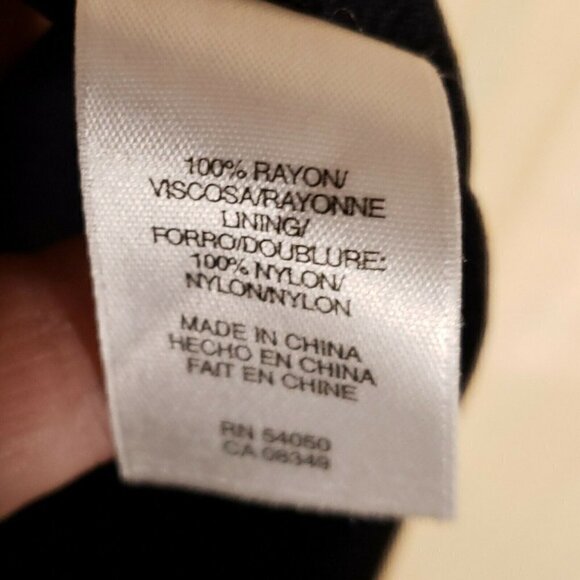 100% RAYON/
VISCOSA/RAYONNE
LINING/
FORRO/DOUBLURE:
100% NYLON/
NYLON/NYLON
MADE IN CHINA
HECHO EN CHINA
FAIT EN CHINE
RN 54050
CA 08349